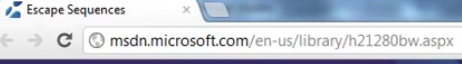 Escape Sequences
msdn.microsoft.com/en-us/library/h21280bw.aspx